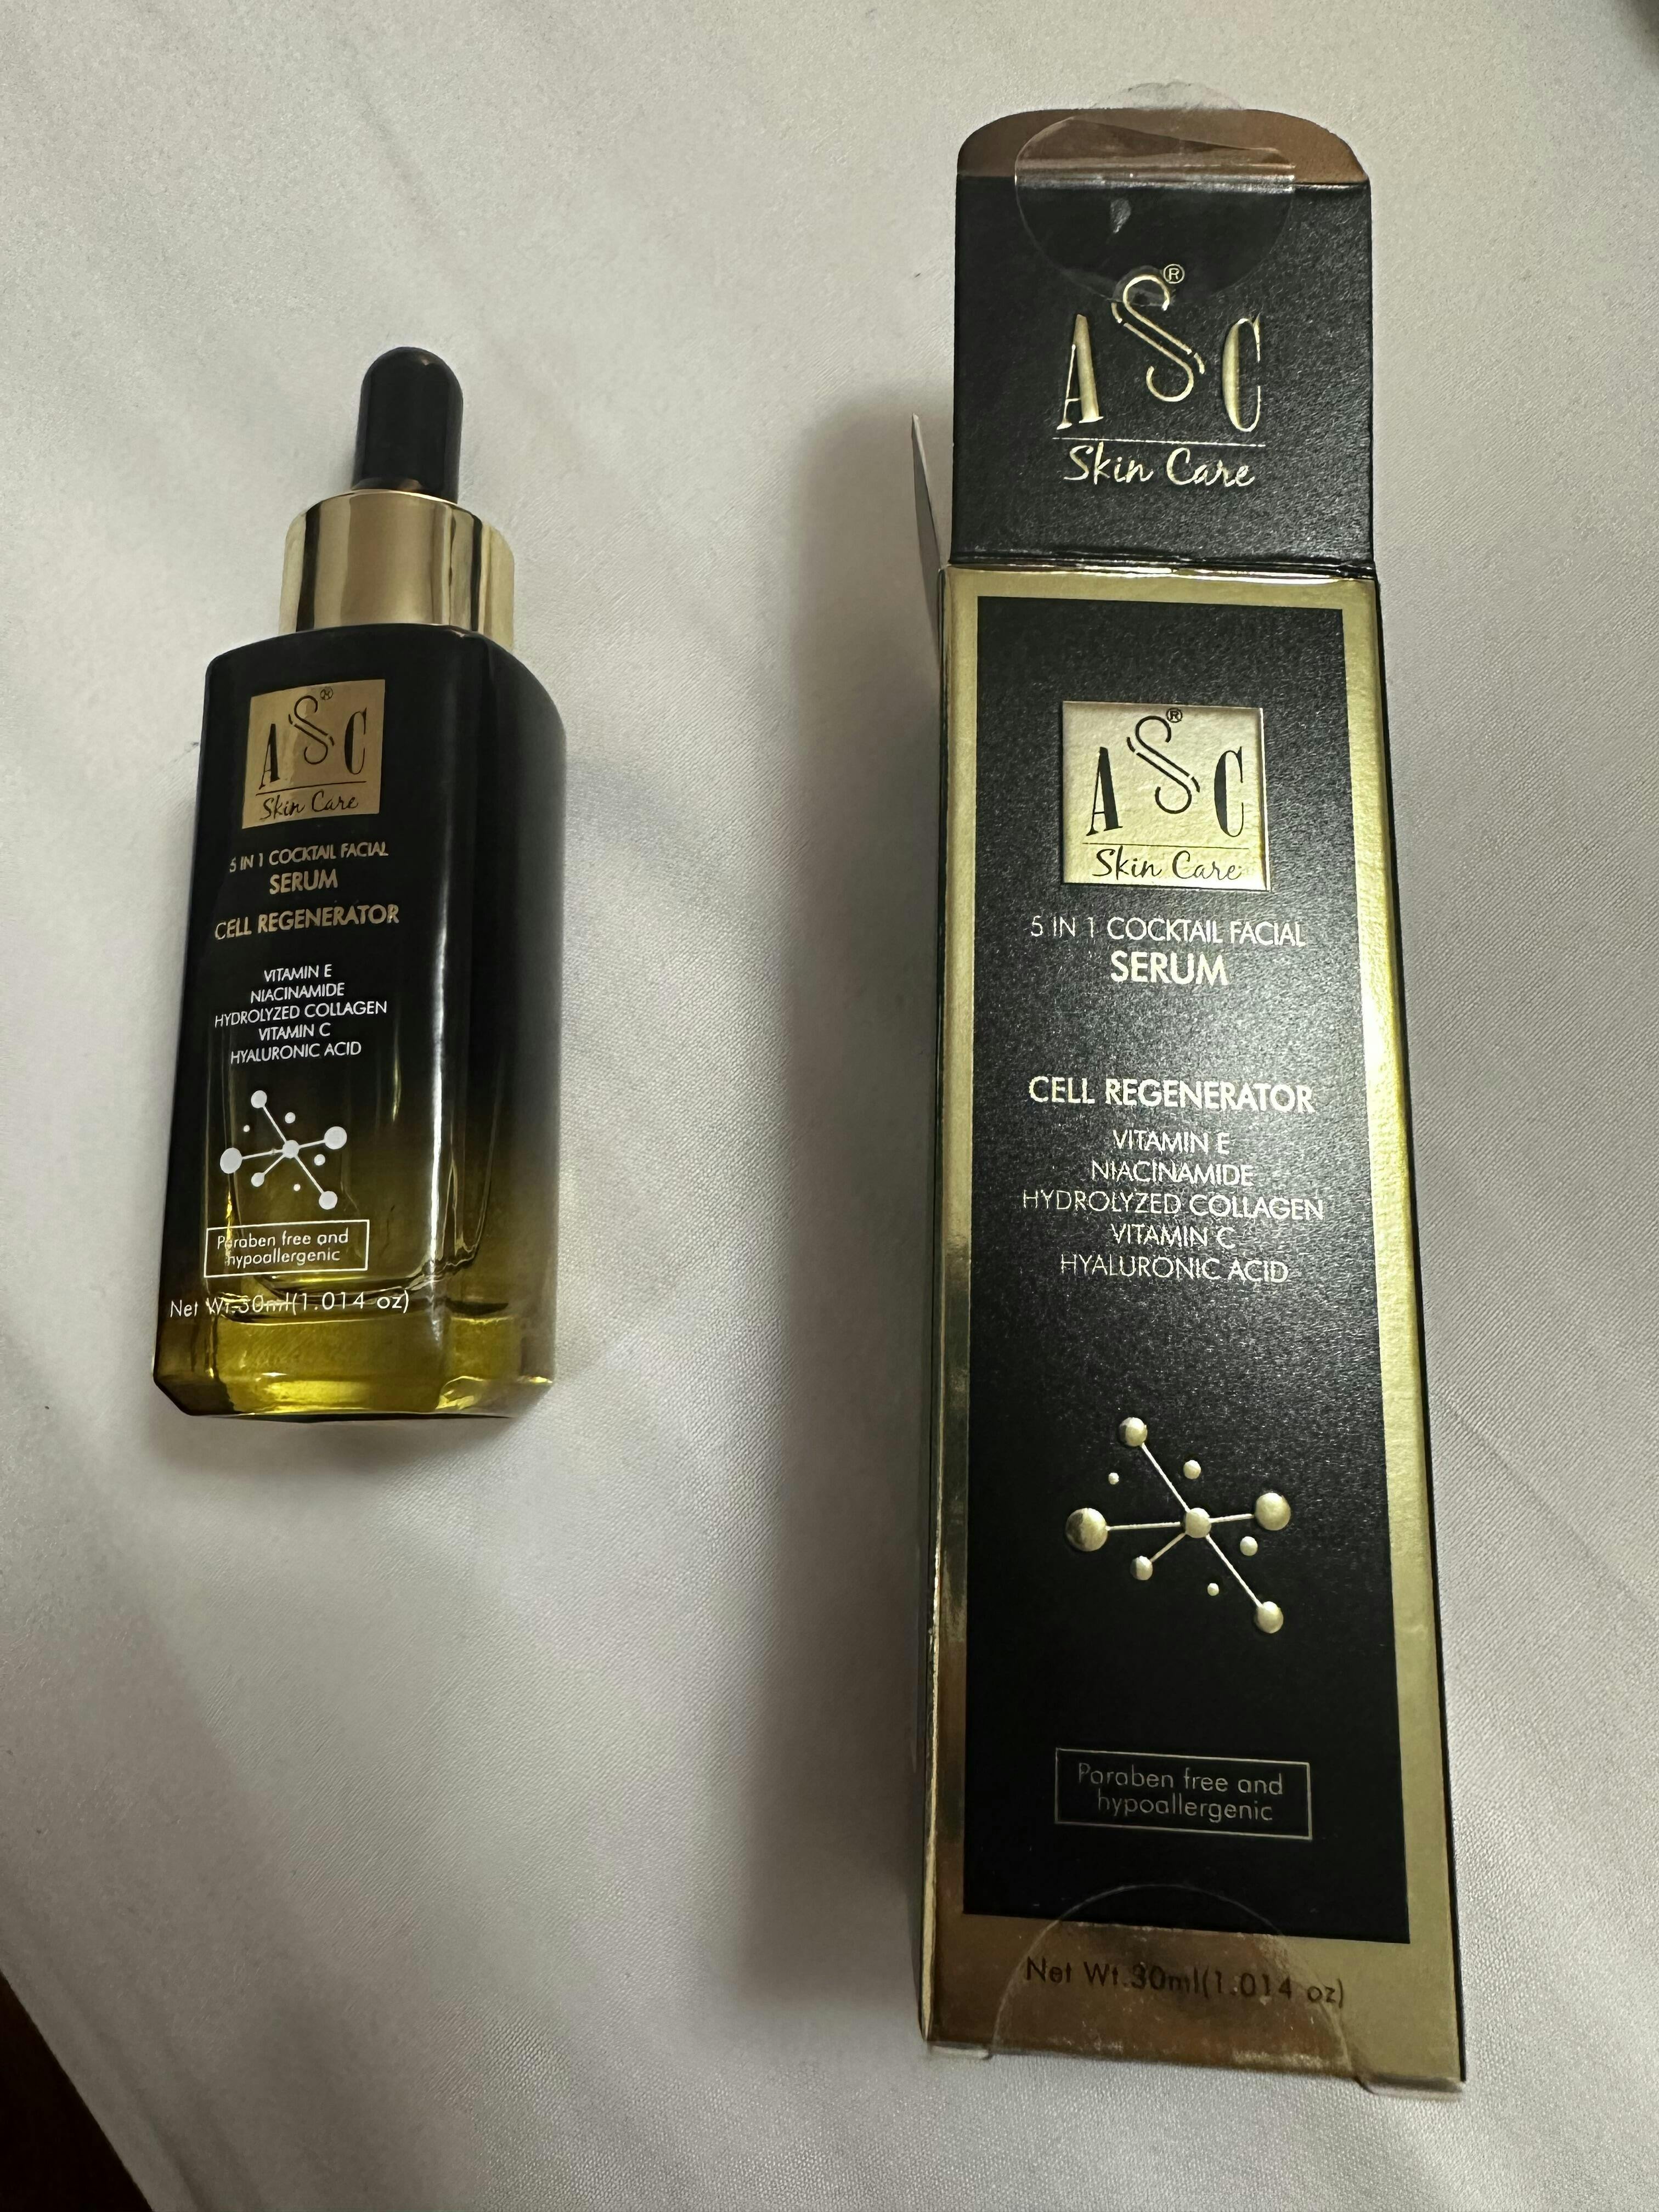 ASC®
Skin Care
5 IN 1 COCKTAIL FACIAL
SERUM
CELL REGENERATOR
VITAMIN E
NIACINAMIDE
HYDROLYZED COLLAGEN
VITAMIN C
HYALURONIC ACID
Paraben free and
hypoallergenic
Net Wt.30ml(1.014 oz)
ASC®
Skin Care
ASC®
Skin Care
5 IN 1 COCKTAIL FACIAL
SERUM
CELL REGENERATOR
VITAMIN E
NIACINAMIDE
HYDROLYZED COLLAGEN
VITAMIN C
HYALURONIC ACID
Paraben free and
hypoallergenic
Net Wt.30ml(1.014 oz)